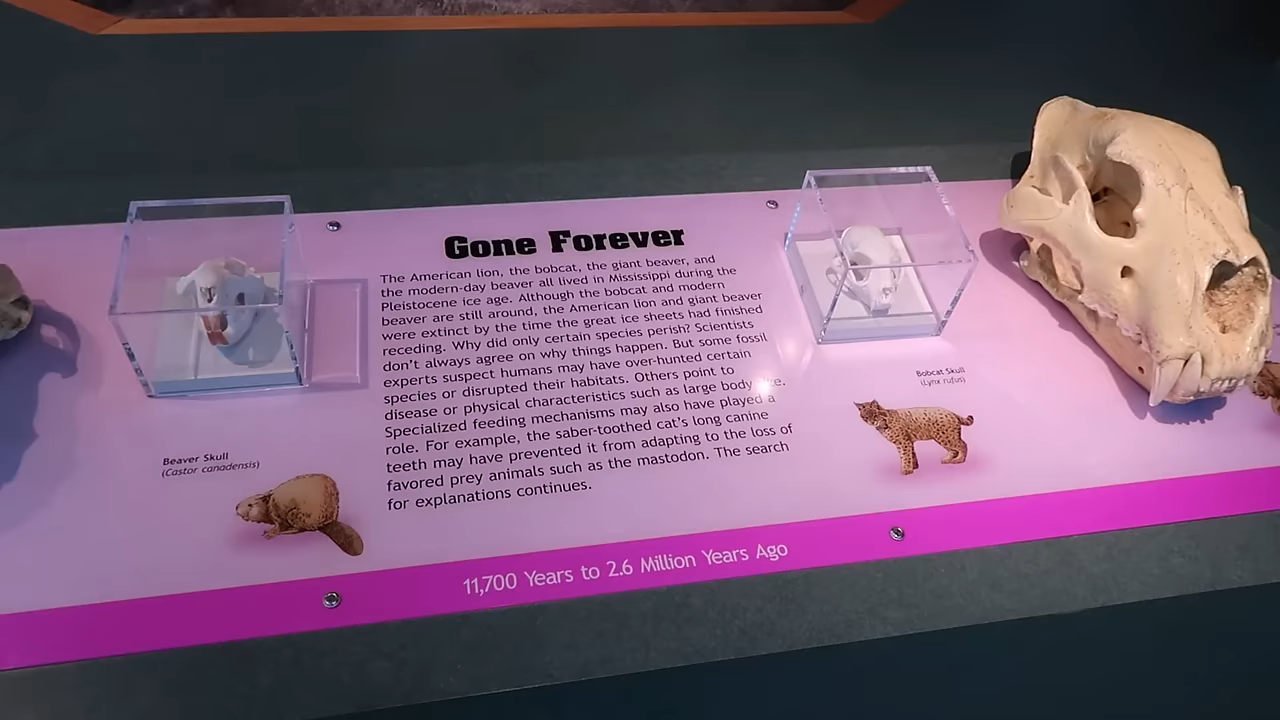 Gone Forever
The American lion, the bobcat, the giant beaver, and
the modern-day beaver all lived in Mississippi during the
Pleistocene ice age. Although the bobcat and modern
beaver are still around, the American lion and giant beaver
were extinct by the time the great ice sheets had finished
receding. Why did only certain species perish? Scientists
don't always agree on why things happen. But some fossil
experts suspect humans may have over-hunted certain
species or disrupted their habitats. Others point to
disease or physical characteristics such as large body size.
Specialized feeding mechanisms may also have played a
role. For example, the saber-toothed cat's long canine
teeth may have prevented it from adapting to the loss of
favored prey animals such as the mastodon. The search
for explanations continues.
Beaver Skull
(Castor canadensis)
Bobcat Skull
(Lynx rufus)
11,700 Years to 2.6 Million Years Ago